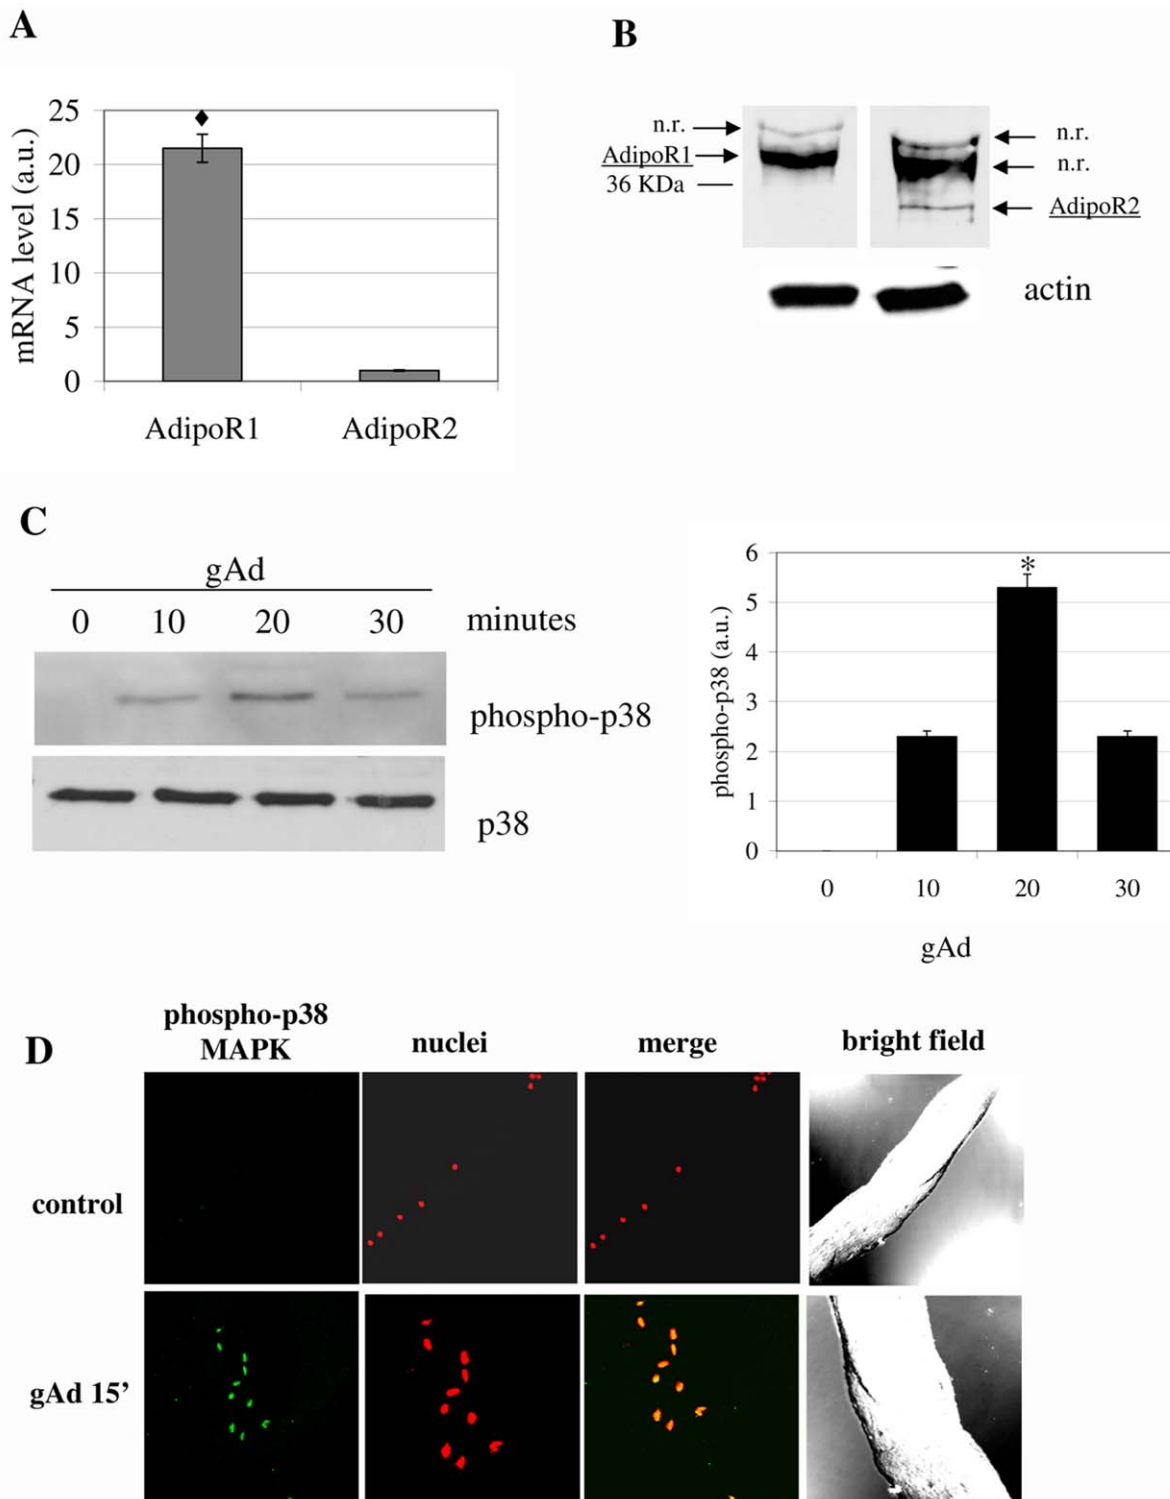 A
25
20
15
10
5
0
mRNA level (a.u.)
◆
AdipoR1 AdipoR2
B
n.r.
AdipoR1
36 KDa
n.r.
n.r.
AdipoR2
actin
C
gAd
0 10 20 30 minutes
phospho-p38
p38
6
5
4
3
2
1
0
phospho-p38 (a.u.)
*
0 10 20 30
gAd
D
phospho-p38
MAPK
nuclei
merge
bright field
control
gAd 15’